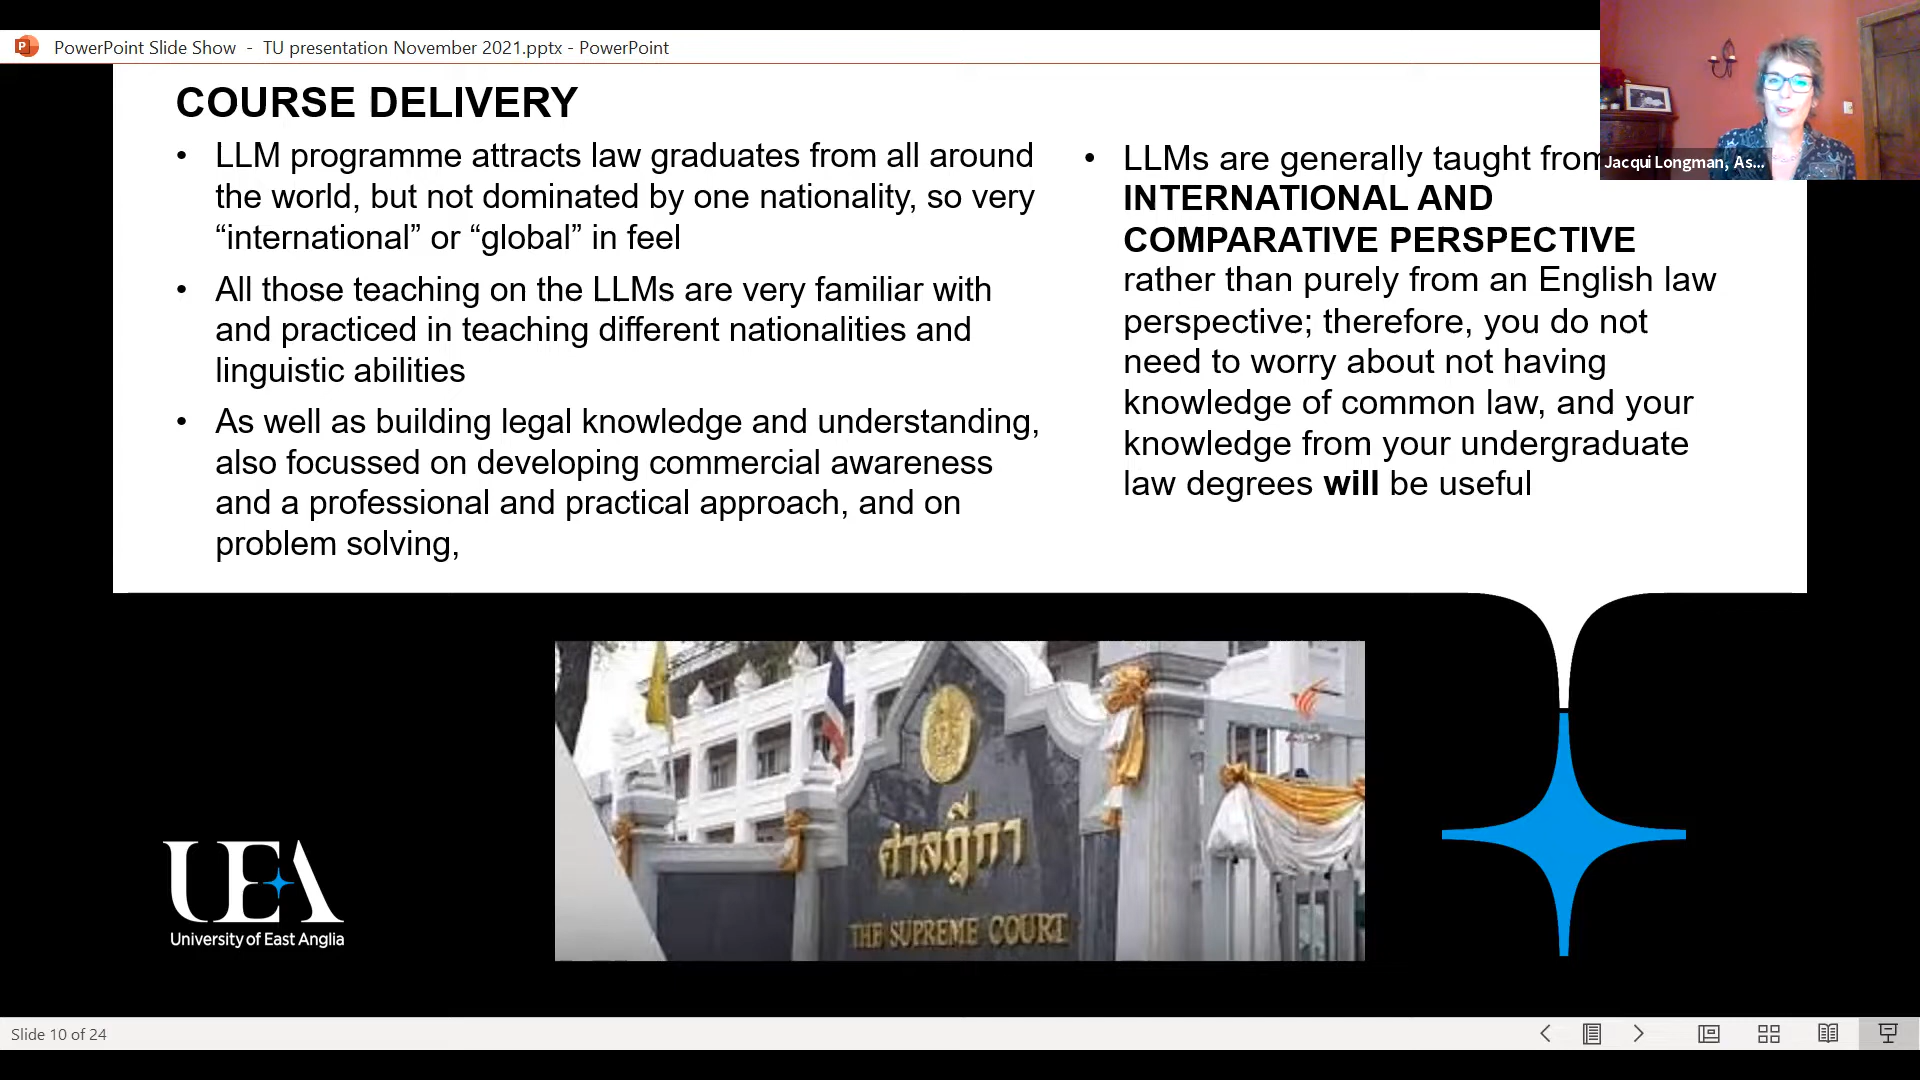 PowerPoint Slide Show - TU presentation November 2021.pptx - PowerPoint
COURSE DELIVERY
• LLM programme attracts law graduates from all around
the world, but not dominated by one nationality, so very
“international” or “global” in feel
• All those teaching on the LLMs are very familiar with
and practiced in teaching different nationalities and
linguistic abilities
• As well as building legal knowledge and understanding,
also focussed on developing commercial awareness
and a professional and practical approach, and on
problem solving,
• LLMs are generally taught from
INTERNATIONAL AND
COMPARATIVE PERSPECTIVE
rather than purely from an English law
perspective; therefore, you do not
need to worry about not having
knowledge of common law, and your
knowledge from your undergraduate
law degrees will be useful
Jacqui Longman, As...
ศาลฎีกา
THE SUPREME COURT
UEA
University of East Anglia
Slide 10 of 24